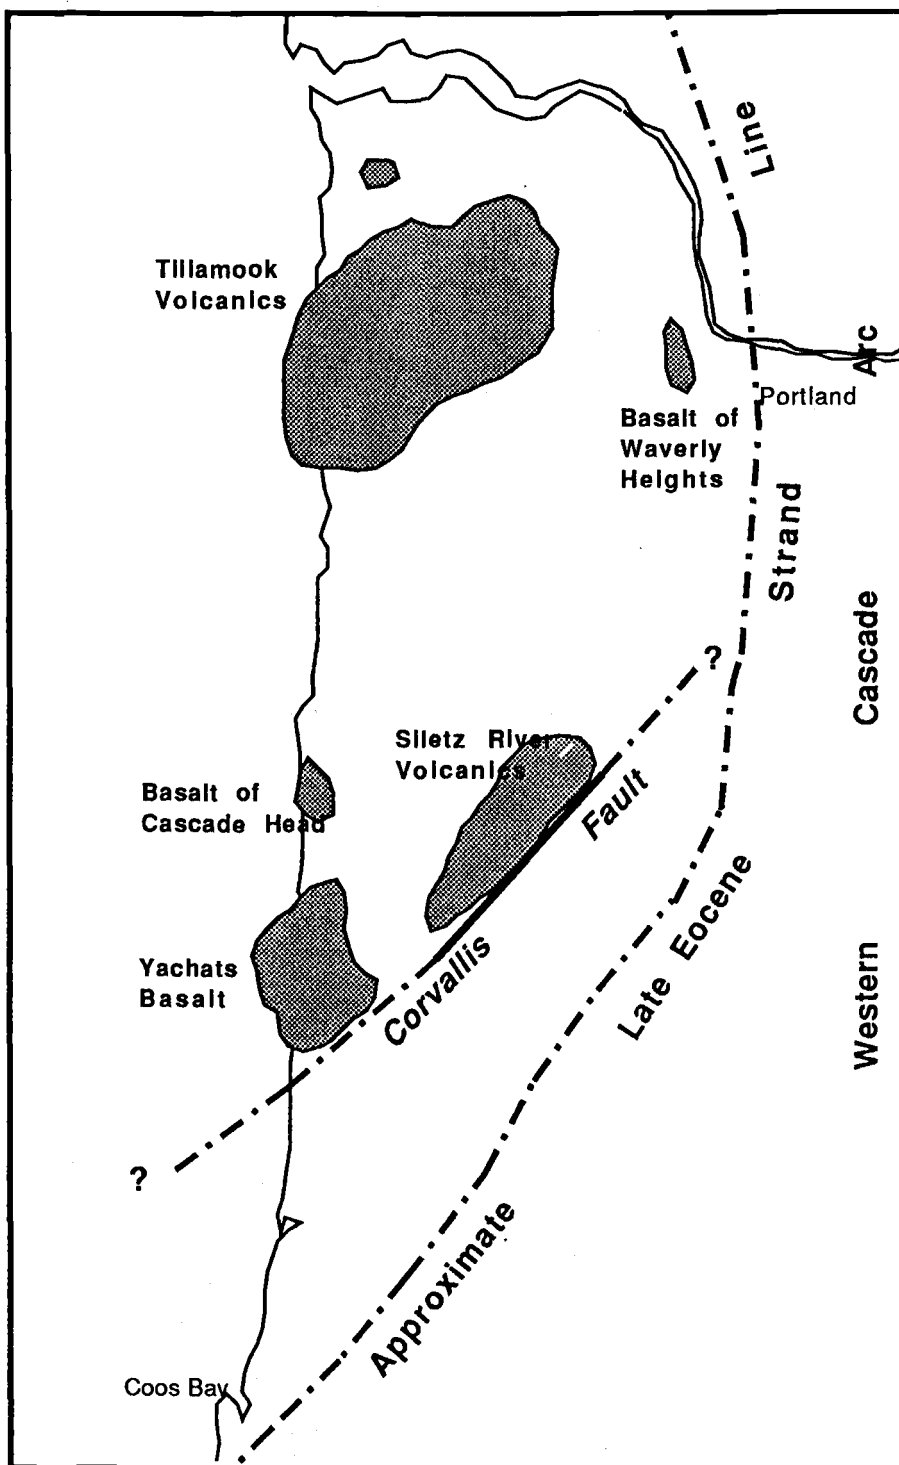 Line
Tillamook
Volcanics
Arc
Portland
Basalt of
Waverly
Heights
Strand
Cascade
?
Siletz River
Volcanics
Basalt of
Cascade Head
Fault
Late Eocene
Yachats
Basalt
Corvallis
Western
?
Approximate
Coos Bay